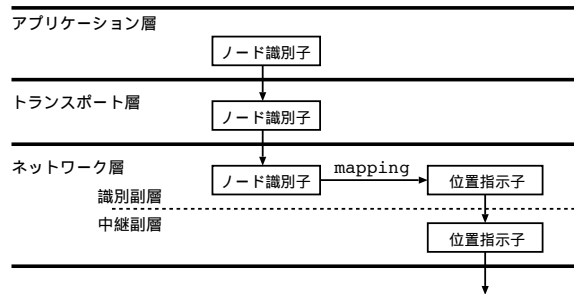 アプリケーション層
ノード識別子
トランスポート層
ノード識別子
ネットワーク層
ノード識別子
mapping
位置指示子
識別副層
中継副層
位置指示子